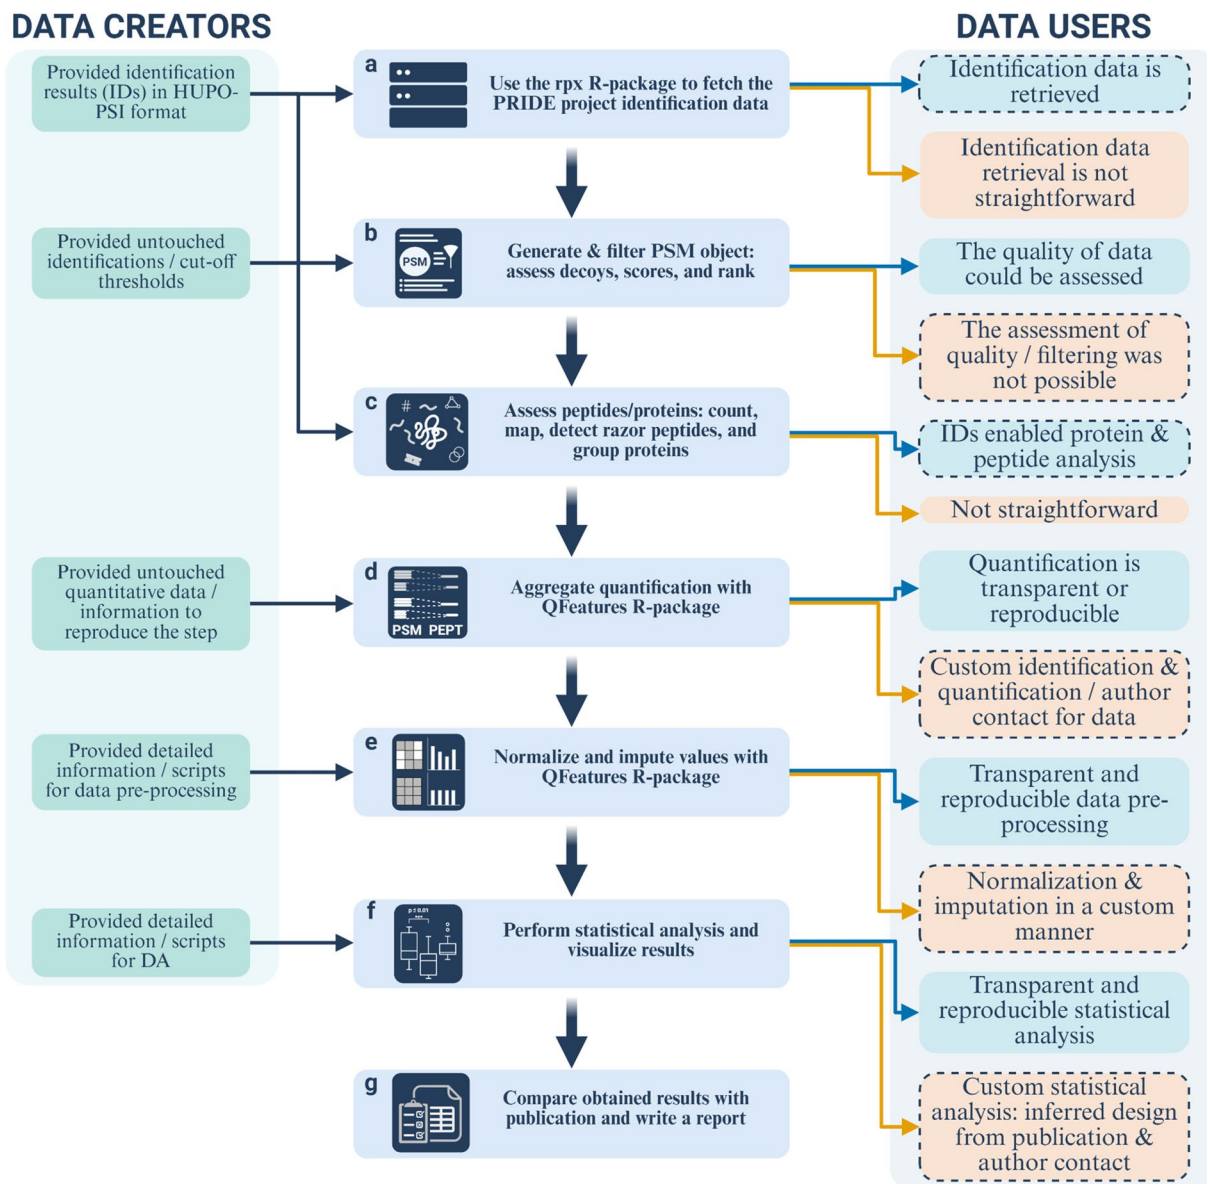 DATA CREATORS
DATA USERS
Provided identification
results (IDs) in HUPO-
PSI format
a
Use the rpx R-package to fetch the
PRIDE project identification data
Identification data is
retrieved
Identification data
retrieval is not
straightforward
Provided untouched
identifications / cut-off
thresholds
b
PSM
Generate & filter PSM object:
assess decoys, scores, and rank
The quality of data
could be assessed
The assessment of
quality / filtering was
not possible
c
#
Assess peptides/proteins: count,
map, detect razor peptides, and
group proteins
IDs enabled protein &
peptide analysis
Not straightforward
Provided untouched
quantitative data /
information to
reproduce the step
d
PSM PEPT
Aggregate quantification with
QFeatures R-package
Quantification is
transparent or
reproducible
Custom identification &
quantification / author
contact for data
Provided detailed
information / scripts
for data pre-processing
e
Normalize and impute values with
QFeatures R-package
Transparent and
reproducible data pre-
processing
Normalization &
imputation in a custom
manner
Provided detailed
information / scripts
for DA
f
p ≤ 0.01
***
Perform statistical analysis and
visualize results
Transparent and
reproducible statistical
analysis
g
Compare obtained results with
publication and write a report
Custom statistical
analysis: inferred design
from publication &
author contact